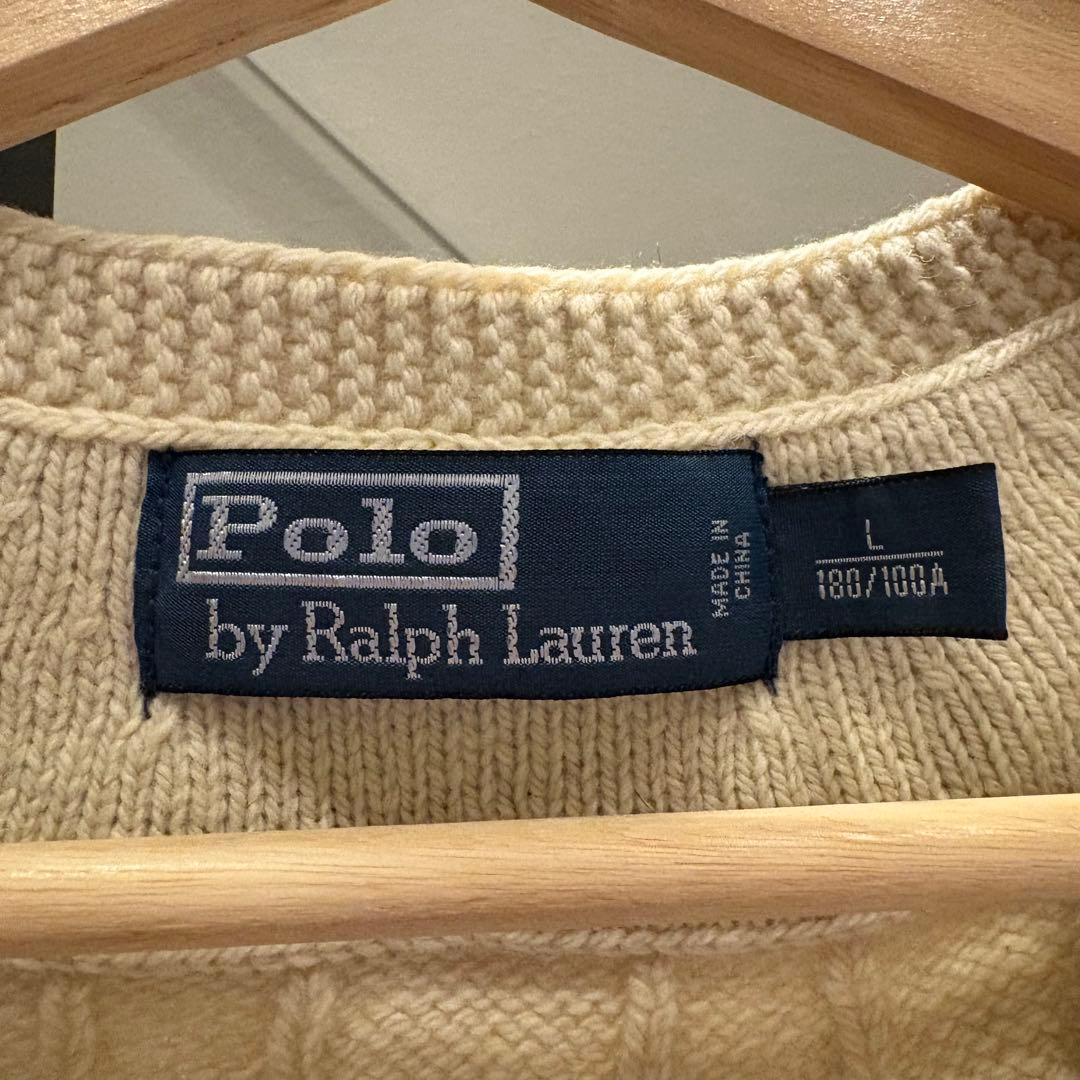 Polo
by Ralph Lauren
MADE IN
CHINA
L
180/100A